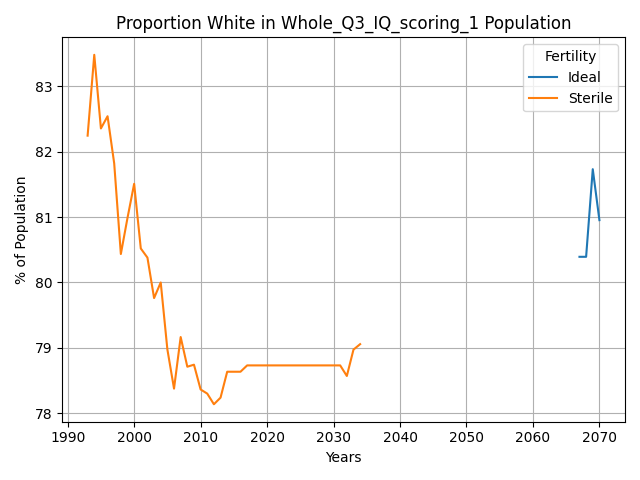 Proportion White in Whole_Q3_IQ_scoring_1 Population
Fertility
Ideal
Sterile
% of Population
83
82
81
80
79
78
1990 2000 2010 2020 2030 2040 2050 2060 2070
Years